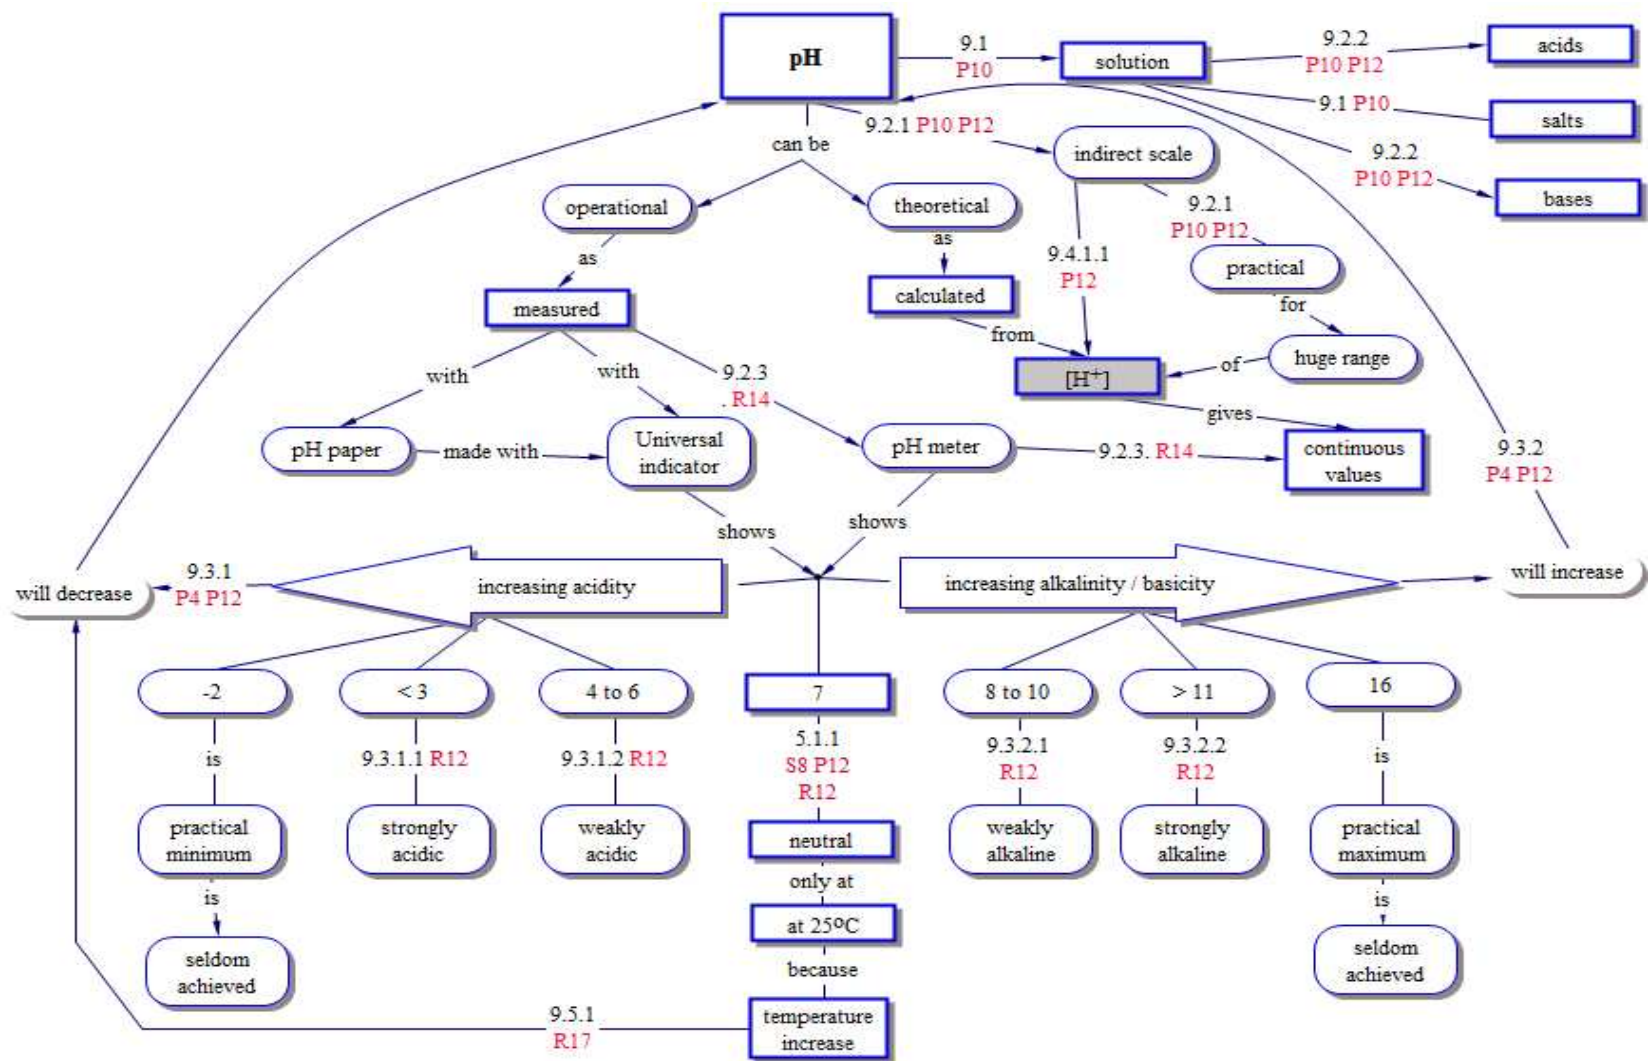 pH
9.1
P10
solution
9.2.2
P10 P12
acids
9.1 P10
salts
9.2.2
P10 P12
bases
9.2.1 P10 P12
can be
indirect scale
operational
theoretical
9.2.1
P10 P12
as
as
9.4.1.1
P12
practical
measured
calculated
for
from
huge range
of
[H+]
with
with
9.2.3
. R14
gives
pH paper
made with
Universal
indicator
pH meter
9.2.3. R14
continuous
values
9.3.2
P4 P12
shows
shows
will decrease
9.3.1
P4 P12
increasing acidity
increasing alkalinity / basicity
will increase
-2
< 3
4 to 6
7
8 to 10
> 11
16
is
9.3.1.1 R12
9.3.1.2 R12
5.1.1
S8 P12
R12
9.3.2.1
R12
9.3.2.2
R12
is
practical
minimum
strongly
acidic
weakly
acidic
neutral
weakly
alkaline
strongly
alkaline
practical
maximum
is
only at
is
seldom
achieved
at 25ºC
seldom
achieved
because
9.5.1
R17
temperature
increase